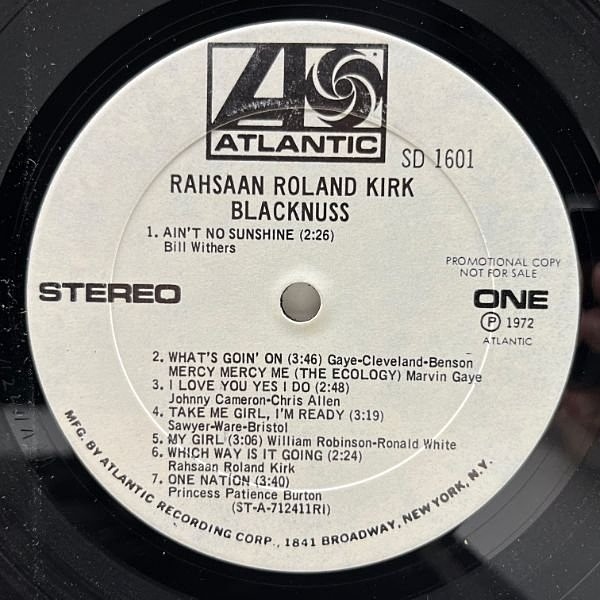 ATLANTIC
SD 1601
RAHSAAN ROLAND KIRK
BLACKNUSS
1. AIN'T NO SUNSHINE (2:26)
Bill Withers
PROMOTIONAL COPY
NOT FOR SALE
STEREO
ONE
Ⓟ 1972
ATLANTIC
2. WHAT'S GOIN' ON (3:46) Gaye-Cleveland-Benson
MERCY MERCY ME (THE ECOLOGY) Marvin Gaye
3. I LOVE YOU YES I DO (2:48)
Johnny Cameron-Chris Allen
4. TAKE ME GIRL, I'M READY (3:19)
Sawyer-Ware-Bristol
5. MY GIRL (3:06) William Robinson-Ronald White
6. WHICH WAY IS IT GOING (2:24)
Rahsaan Roland Kirk
7. ONE NATION (3:40)
Princess Patience Burton
(ST-A-712411RI)
MFG. BY ATLANTIC RECORDING CORP., 1841 BROADWAY, NEW YORK, N.Y.